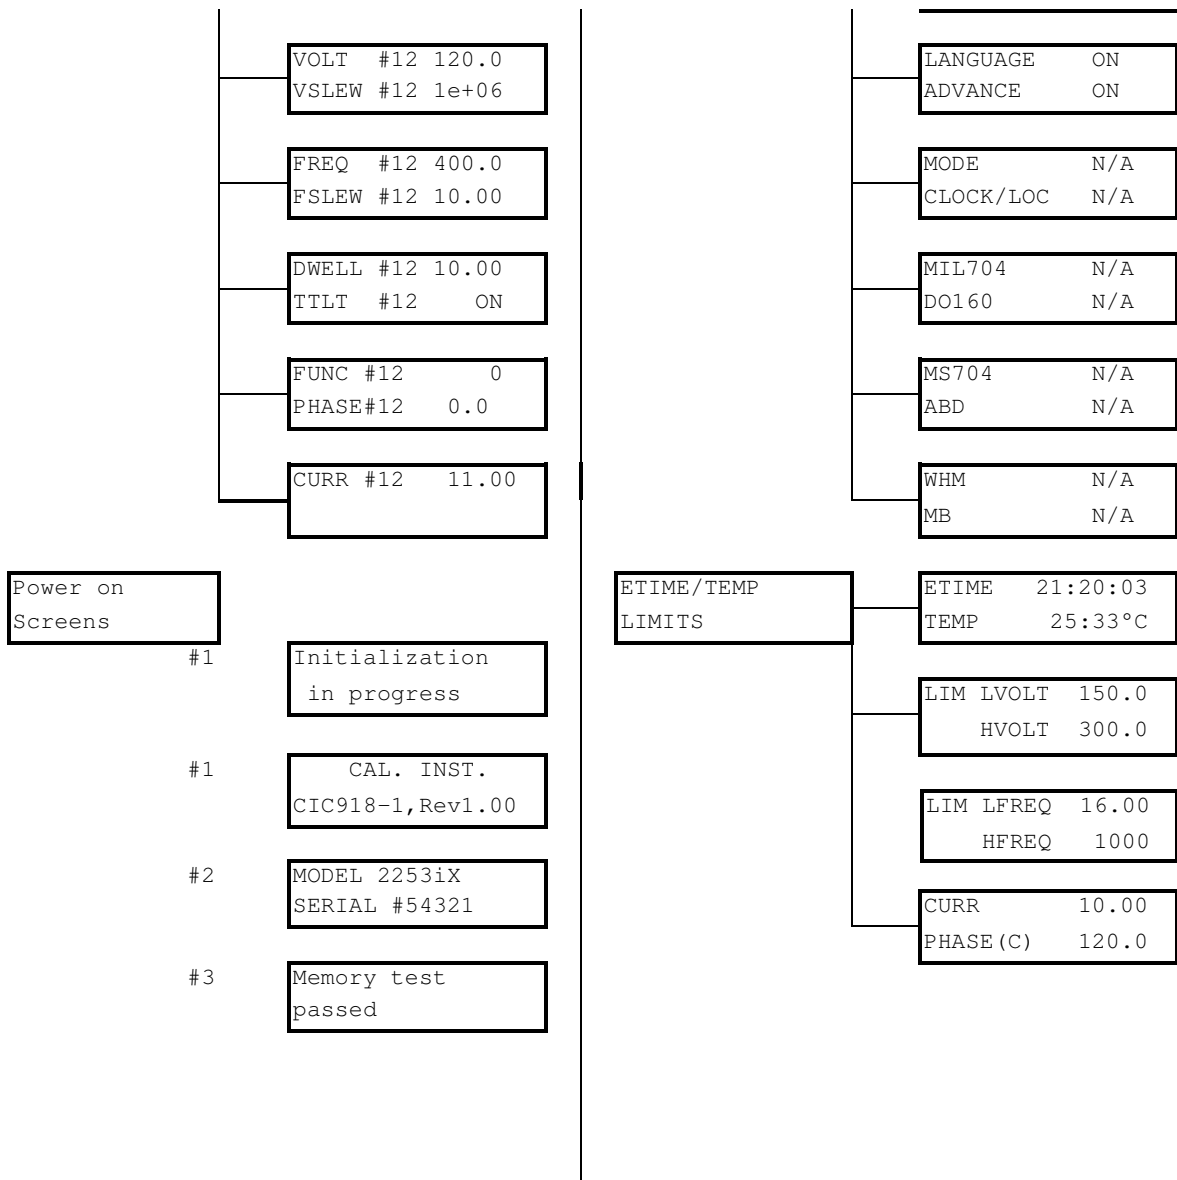 VOLT #12 120.0
VSLEW #12 1e+06
FREQ #12 400.0
FSLEW #12 10.00
DWELL #12 10.00
TTLT #12 ON
FUNC #12 0
PHASE#12 0.0
CURR #12 11.00
Power on
Screens
#1
Initialization
in progress
#1
CAL. INST.
CIC918-1,Rev1.00
#2
MODEL 2253iX
SERIAL #54321
#3
Memory test
passed
LANGUAGE ON
ADVANCE ON
MODE N/A
CLOCK/LOC N/A
MIL704 N/A
DO160 N/A
MS704 N/A
ABD N/A
WHM N/A
MB N/A
ETIME/TEMP
LIMITS
ETIME 21:20:03
TEMP 25:33°C
LIM LVOLT 150.0
HVOLT 300.0
LIM LFREQ 16.00
HFREQ 1000
CURR 10.00
PHASE(C) 120.0